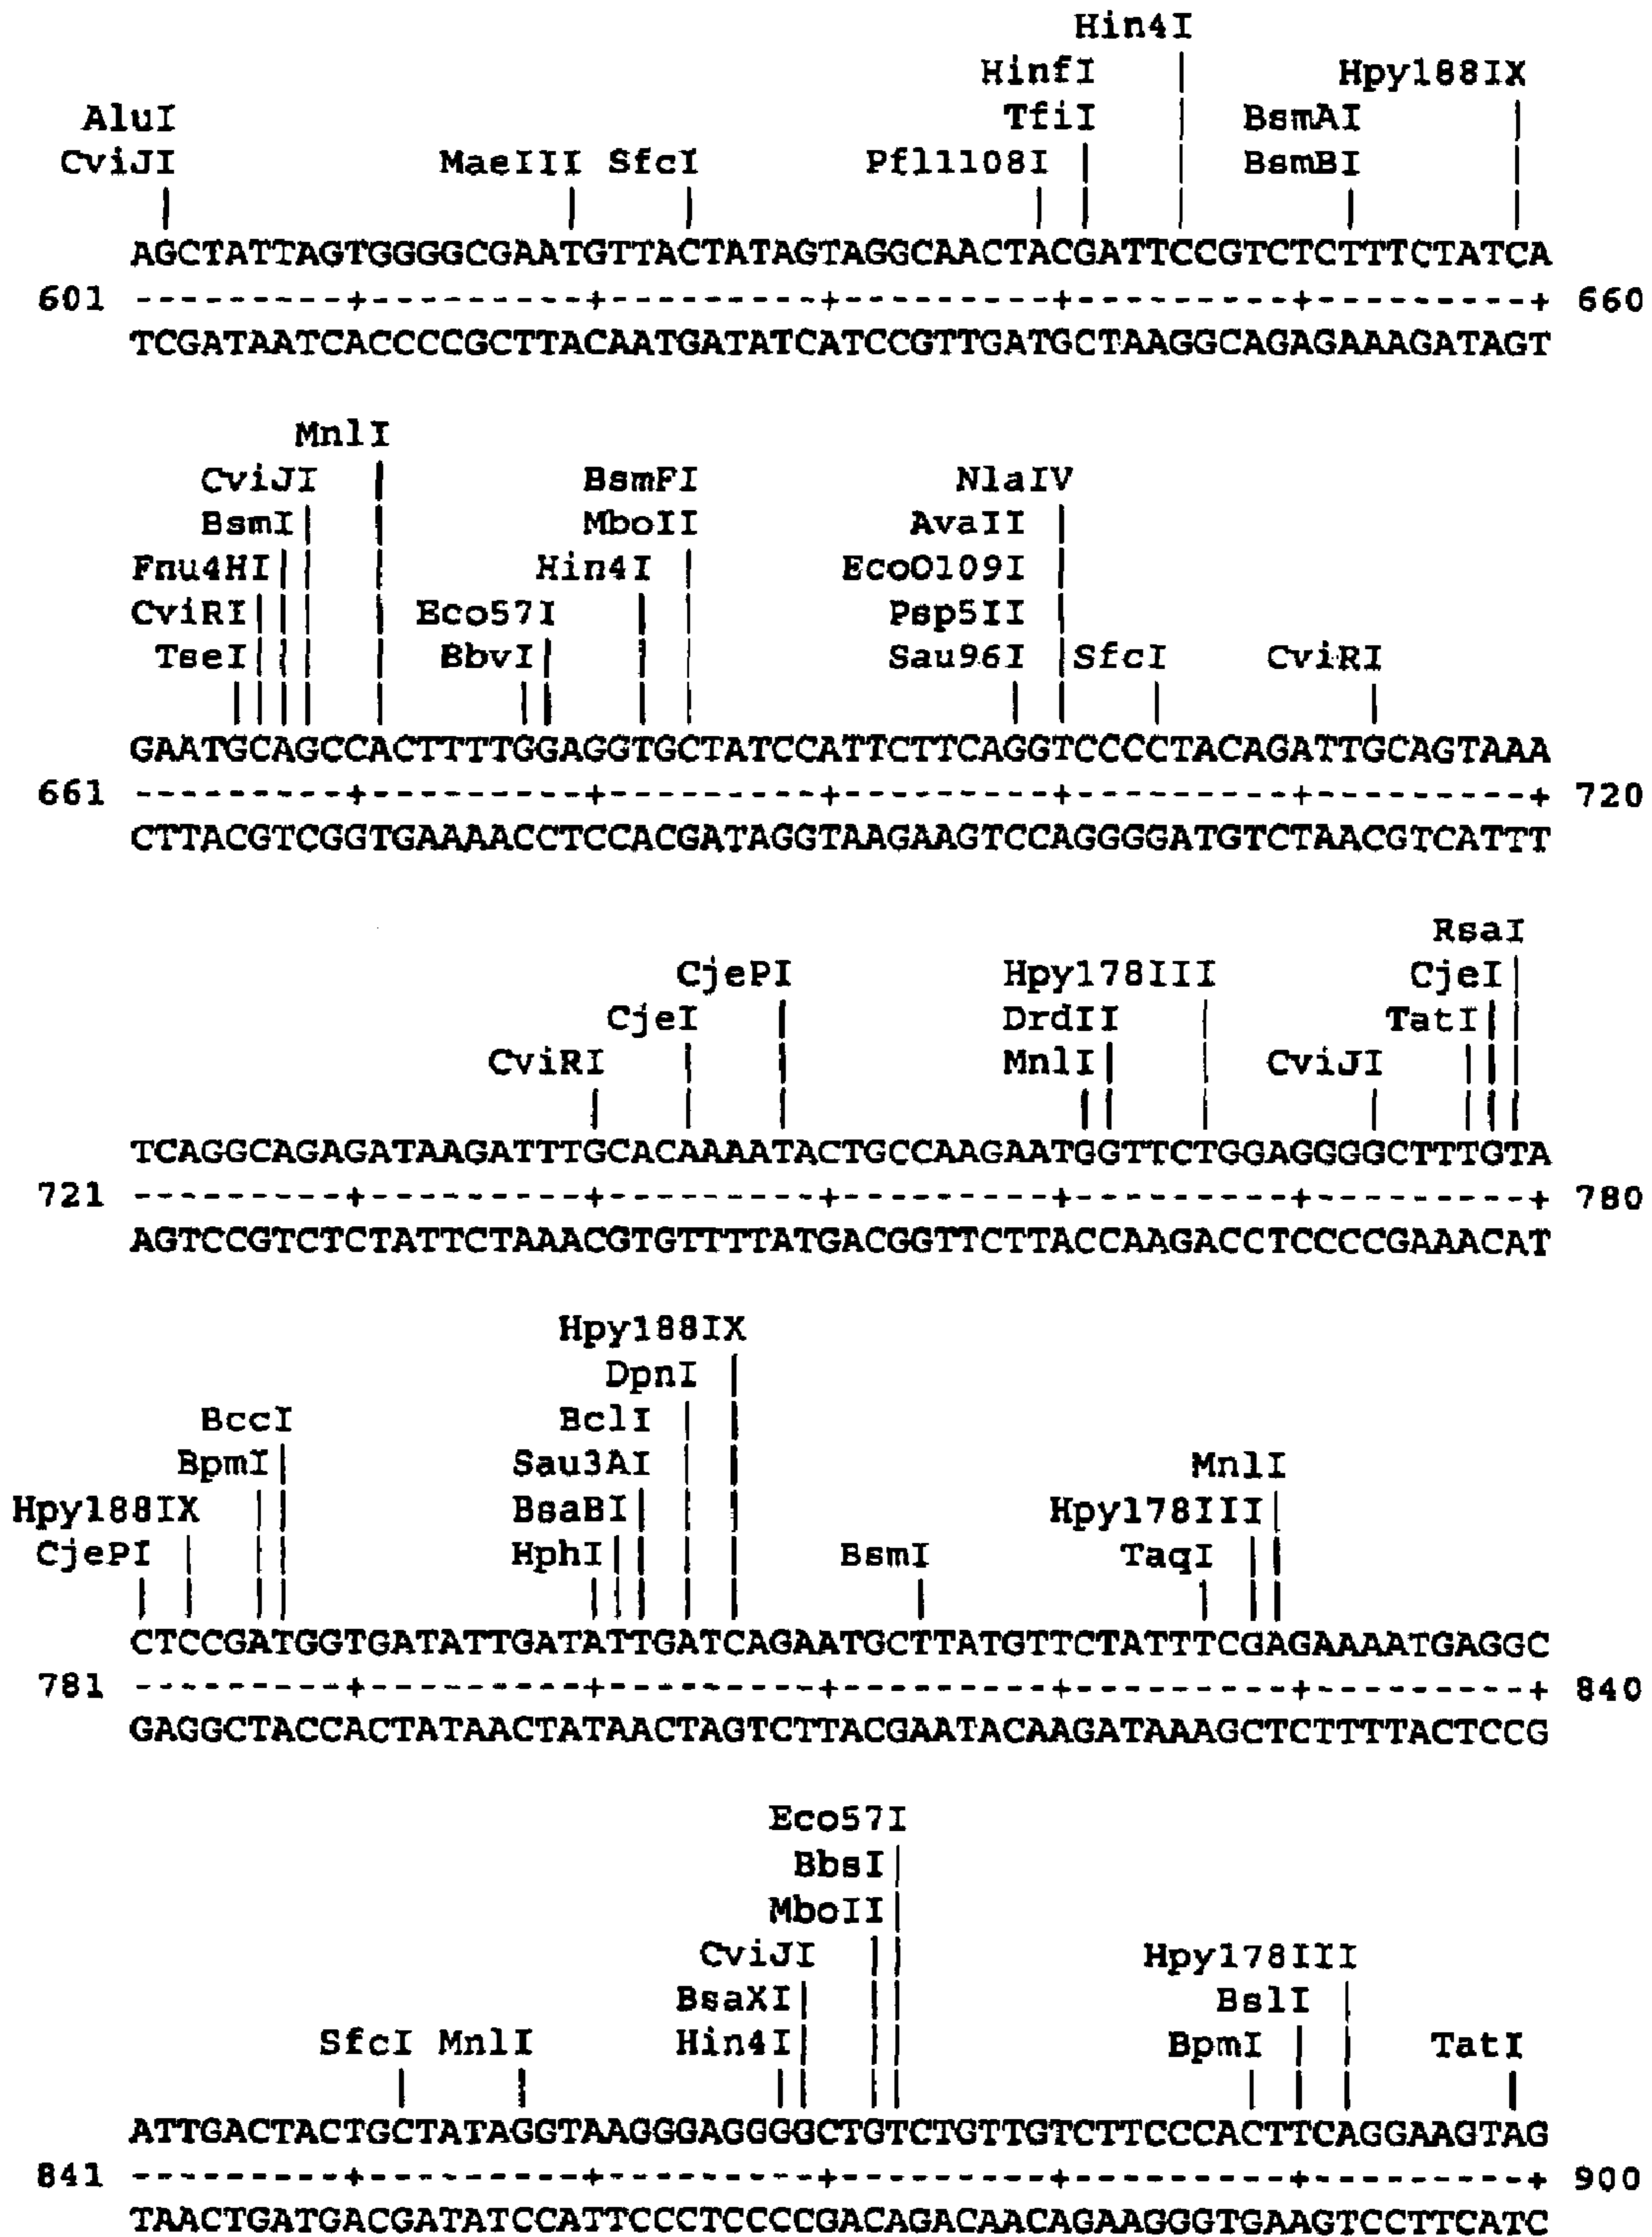 Hin4I
HinfI Hpy188IX
AluI TfiI BsmAI
CviJI MaeIII SfcI Pfl1108I BsmBI
AGCTATTAGTGGGGCGAATGTTACTATAGTAGGCAACTACGATTCCGTCTCTTTCTATCA
601 ---------+---------+---------+---------+---------+---------+ 660
TCGATAATCACCCCGCTTACAATGATATCATCCGTTGATGCTAAGGCAGAGAAAGATAGT
MnlI
CviJI BsmFI NlaIV
BsmI MboII AvaII
Fnu4HI Hin4I EcoO109I
CviRI Eco57I Psp5II
TseI BbvI Sau96I SfcI CviRI
GAATGCAGCCACTTTTGGAGGTGCTATCCATTCTTCAGGTCCCCTACAGATTGCAGTAAA
661 ---------+---------+---------+---------+---------+---------+ 720
CTTACGTCGGTGAAAACCTCCACGATAGGTAAGAAGTCCAGGGGATGTCTAACGTCATTT
RsaI
CjePI Hpy178III CjeI
CjeI DrdII TatI
CviRI MnlI CviJI
TCAGGCAGAGATAAGATTTGCACAAAATACTGCCAAGAATGGTTCTGGAGGGGCTTTGTA
721 ---------+---------+---------+---------+---------+---------+ 780
AGTCCGTCTCTATTCTAAACGTGTTTTATGACGGTTCTTACCAAGACCTCCCCGAAACAT
Hpy188IX
DpnI
BccI BclI
BpmI Sau3AI MnlI
Hpy188IX BsaBI Hpy178III
CjePI HphI BsmI TaqI
CTCCGATGGTGATATTGATATTGATCAGAATGCTTATGTTCTATTTCGAGAAAATGAGGC
781 ---------+---------+---------+---------+---------+---------+ 840
GAGGCTACCACTATAACTATAACTAGTCTTACGAATACAAGATAAAGCTCTTTTACTCCG
Eco57I
BbsI
MboII
CviJI Hpy178III
BsaXI BslI
SfcI MnlI Hin4I BpmI TatI
ATTGACTACTGCTATAGGTAAGGGAGGGGCTGTCTGTTGTCTTCCCACTTCAGGAAGTAG
841 ---------+---------+---------+---------+---------+---------+ 900
TAACTGATGACGATATCCATTCCCTCCCCGACAGACAACAGAAGGGTGAAGTCCTTCATC